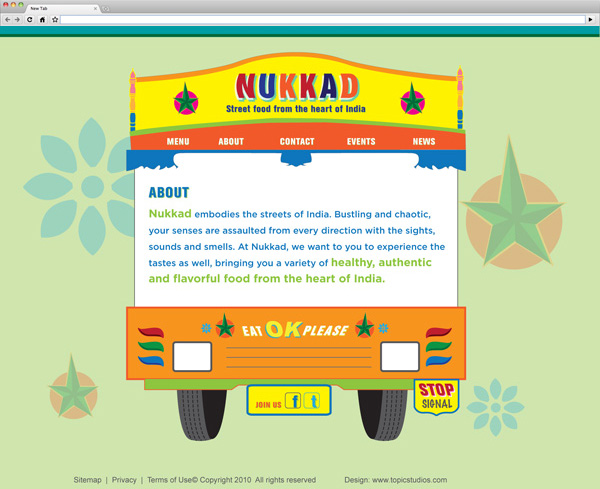 New Tab
NUKKAD
Street food from the heart of India
MENU ABOUT CONTACT EVENTS NEWS
ABOUT
Nukkad embodies the streets of India. Bustling and chaotic,
your senses are assaulted from every direction with the sights,
sounds and smells. At Nukkad, we want to you to experience the
tastes as well, bringing you a variety of healthy, authentic
and flavorful food from the heart of India.
EAT OK PLEASE
JOIN US f t
STOP
SIGNAL
Sitemap | Privacy | Terms of Use© Copyright 2010 All rights reserved Design: www.topicstudios.com